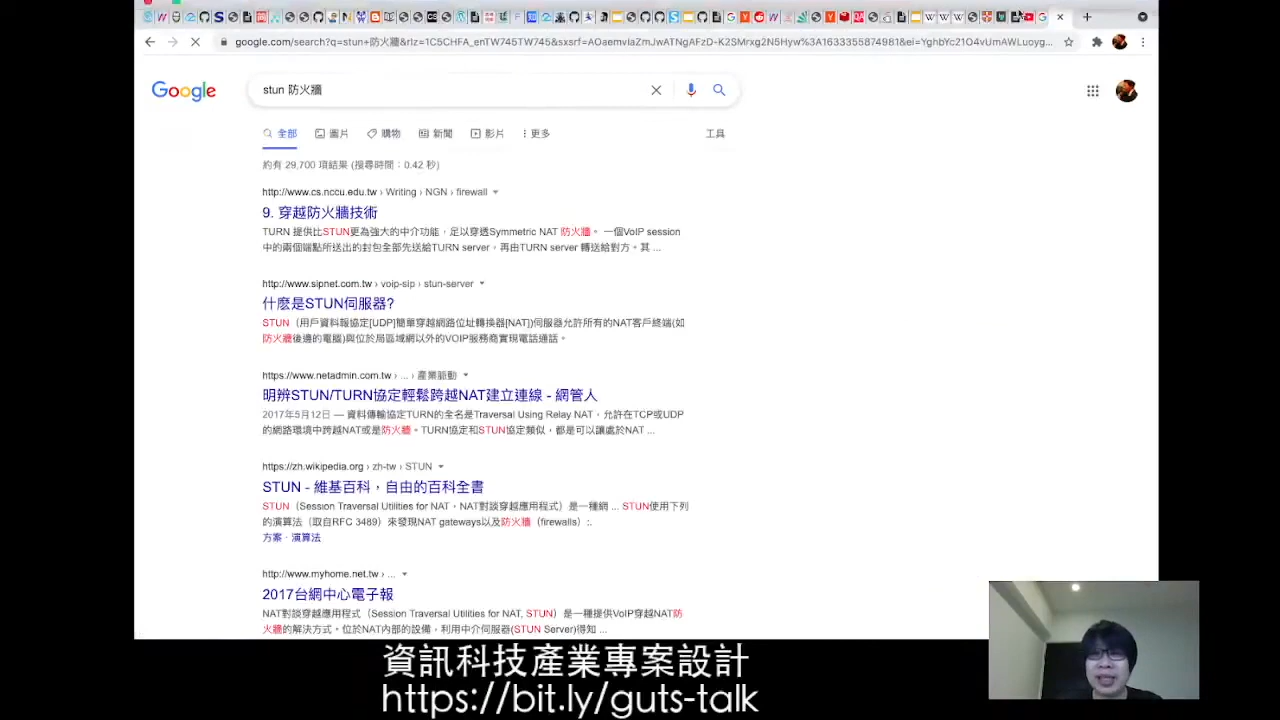 google.com/search?q=stun+防火牆&rlz=1C5CHFA_enTW745TW745&sxsrf=AOaemvIaZmJwATNgAFzD-K2SMrxg2N5Hyw%3A1633355874981&ei=YghbYc21O4vUmAWLuoyg...
Google
stun 防火牆
全部 圖片 購物 新聞 影片 更多 工具
約有 29,700 項結果 (搜尋時間：0.42 秒)
http://www.cs.nccu.edu.tw › Writing › NGN › firewall
9. 穿越防火牆技術
TURN 提供比STUN更為強大的中介功能，足以穿透Symmetric NAT 防火牆。 一個VoIP session
中的兩個端點所送出的封包全部先送給TURN server，再由TURN server 轉送給對方。其 ...
http://www.sipnet.com.tw › voip-sip › stun-server
什麼是STUN伺服器?
STUN（用戶資料報協定[UDP]簡單穿越網路位址轉換器[NAT])伺服器允許所有的NAT客戶終端(如
防火牆後邊的電腦)與位於局區域網以外的VOIP服務商實現電話通話。
https://www.netadmin.com.tw › ... › 產業脈動
明辨STUN/TURN協定輕鬆跨越NAT建立連線 - 網管人
2017年5月12日 — 資料傳輸協定TURN的全名是Traversal Using Relay NAT，允許在TCP或UDP
的網路環境中跨越NAT或是防火牆。TURN協定和STUN協定類似，都是可以讓處於NAT ...
https://zh.wikipedia.org › zh-tw › STUN
STUN - 維基百科，自由的百科全書
STUN（Session Traversal Utilities for NAT，NAT對談穿越應用程式）是一種網 ... STUN使用下列
的演算法（取自RFC 3489）來發現NAT gateways以及防火牆（firewalls）:.
方案 · 演算法
http://www.myhome.net.tw › ...
2017台網中心電子報
NAT對談穿越應用程式（Session Traversal Utilities for NAT, STUN）是一種提供VoIP穿越NAT防
火牆的解決方式。位於NAT內部的設備，利用中介伺服器(STUN Server)得知 ...
資訊科技產業專案設計
https://bit.ly/guts-talk